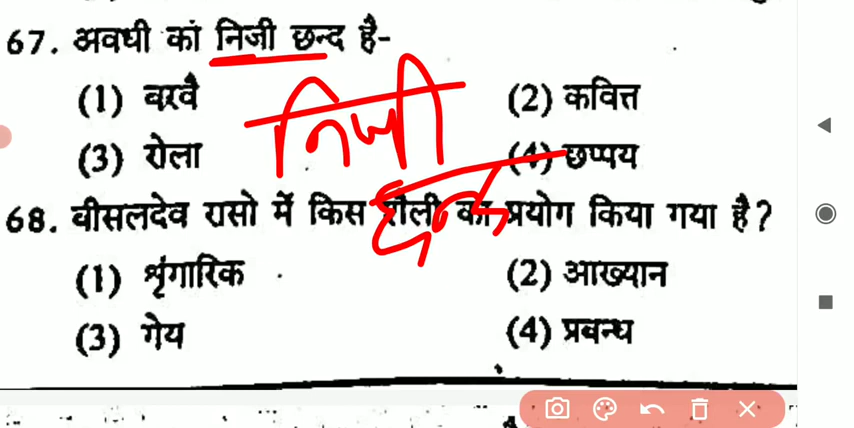 67. अवधी कां निजी छन्द है-
(1) बरवै (2) कवित्त
(3) रोला (4) छप्पय
निजी
छन्द
68. बीसलदेव रासो में किस शैली का प्रयोग किया गया है?
(1) शृंगारिक (2) आख्यान
(3) गेय (4) प्रबन्ध